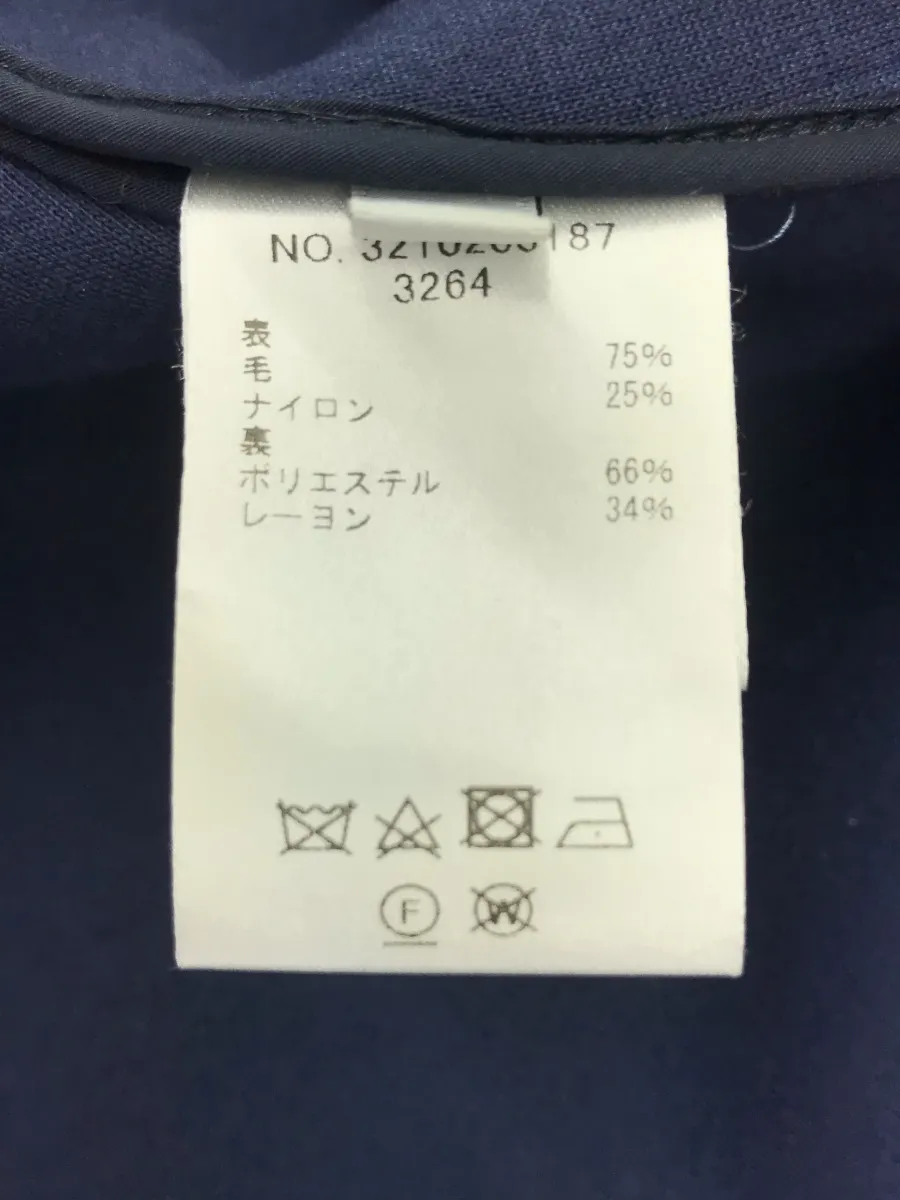 NO. 3210200187
3264
表
毛 75%
ナイロン 25%
裏
ポリエステル 66%
レーヨン 34%
F
W